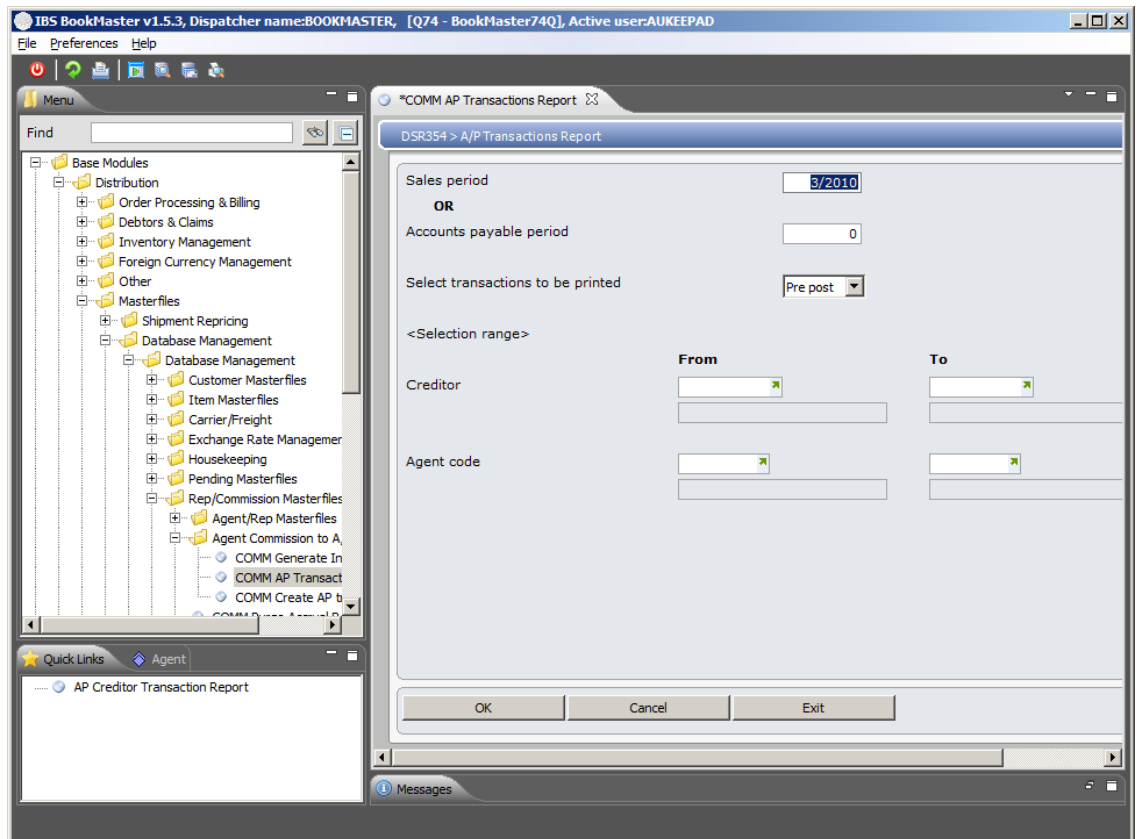 IBS BookMaster v1.5.3, Dispatcher name:BOOKMASTER, [Q74 - BookMaster74Q], Active user:AUKEEPAD
File Preferences Help
Menu
Find
Base Modules
Distribution
Order Processing & Billing
Debtors & Claims
Inventory Management
Foreign Currency Management
Other
Masterfiles
Shipment Repricing
Database Management
Database Management
Customer Masterfiles
Item Masterfiles
Carrier/Freight
Exchange Rate Managemer
Housekeeping
Pending Masterfiles
Rep/Commission Masterfiles
Agent/Rep Masterfiles
Agent Commission to A
COMM Generate In
COMM AP Transact
COMM Create AP t
Quick Links Agent
AP Creditor Transaction Report
*COMM AP Transactions Report
DSR354 > A/P Transactions Report
Sales period 3/2010
OR
Accounts payable period 0
Select transactions to be printed Pre post
<Selection range>
From To
Creditor
Agent code
OK Cancel Exit
Messages